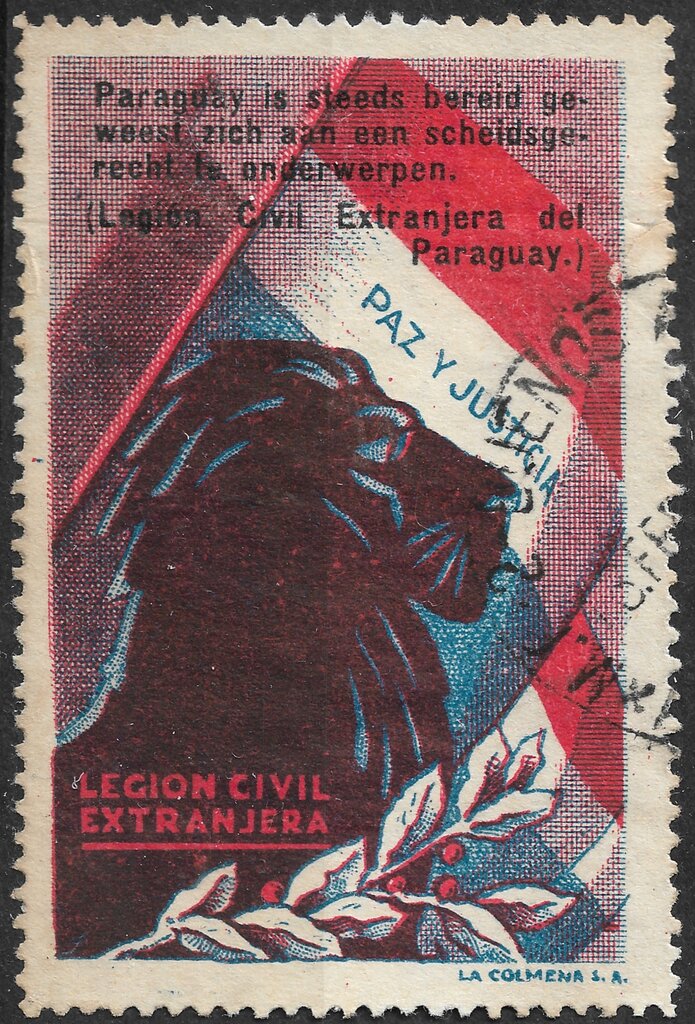 Paraguay is steeds bereid ge-
weest zich aan een scheidsge-
recht te onderwerpen.
(Legión Civil Extranjera del
Paraguay.)
PAZ Y JUSTICIA
LEGION CIVIL
EXTRANJERA
LA COLMENA S. A.